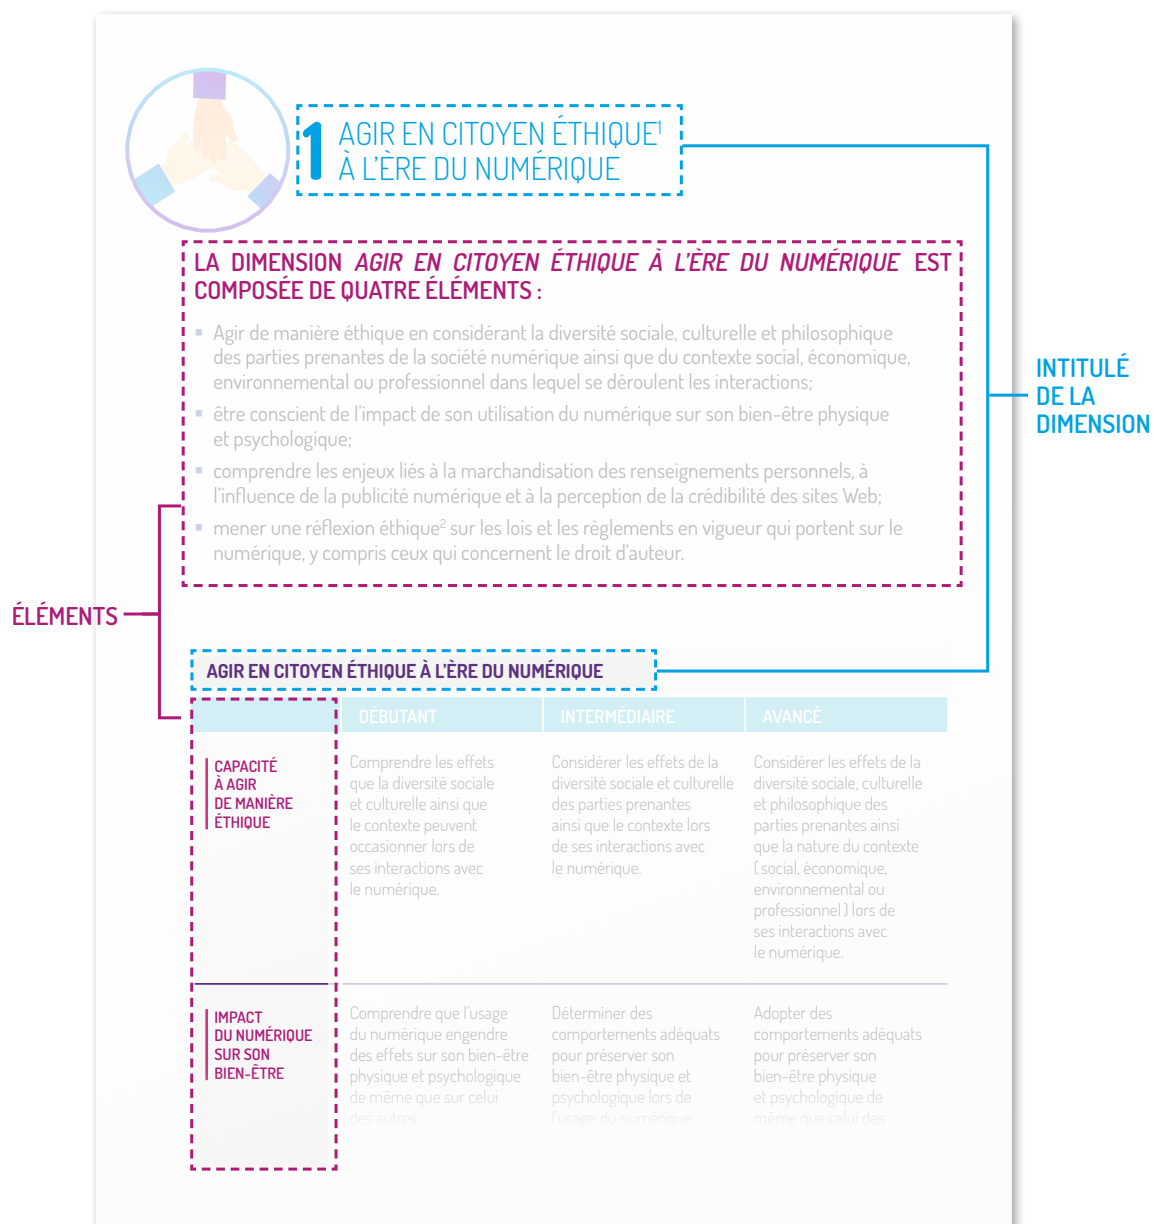 1 AGIR EN CITOYEN ÉTHIQUE¹
À L'ÈRE DU NUMÉRIQUE
LA DIMENSION AGIR EN CITOYEN ÉTHIQUE À L'ÈRE DU NUMÉRIQUE EST
COMPOSÉE DE QUATRE ÉLÉMENTS :
▪ Agir de manière éthique en considérant la diversité sociale, culturelle et philosophique
des parties prenantes de la société numérique ainsi que du contexte social, économique,
environnemental ou professionnel dans lequel se déroulent les interactions;
▪ être conscient de l'impact de son utilisation du numérique sur son bien-être physique
et psychologique;
▪ comprendre les enjeux liés à la marchandisation des renseignements personnels, à
l'influence de la publicité numérique et à la perception de la crédibilité des sites Web;
▪ mener une réflexion éthique² sur les lois et les règlements en vigueur qui portent sur le
numérique, y compris ceux qui concernent le droit d'auteur.
INTITULÉ
DE LA
DIMENSION
ÉLÉMENTS
AGIR EN CITOYEN ÉTHIQUE À L'ÈRE DU NUMÉRIQUE
DÉBUTANT
INTERMÉDIAIRE
AVANCÉ
CAPACITÉ
À AGIR
DE MANIÈRE
ÉTHIQUE
Comprendre les effets
que la diversité sociale
et culturelle ainsi que
le contexte peuvent
occasionner lors de
ses interactions avec
le numérique.
Considérer les effets de la
diversité sociale et culturelle
des parties prenantes
ainsi que le contexte lors
de ses interactions avec
le numérique.
Considérer les effets de la
diversité sociale, culturelle
et philosophique des
parties prenantes ainsi
que la nature du contexte
(social, économique,
environnemental ou
professionnel) lors de
ses interactions avec
le numérique.
IMPACT
DU NUMÉRIQUE
SUR SON
BIEN-ÊTRE
Comprendre que l'usage
du numérique engendre
des effets sur son bien-être
physique et psychologique
de même que sur celui
des autres.
Déterminer des
comportements adéquats
pour préserver son
bien-être physique et
psychologique lors de
l'usage du numérique.
Adopter des
comportements adéquats
pour préserver son
bien-être physique
et psychologique de
même que celui des